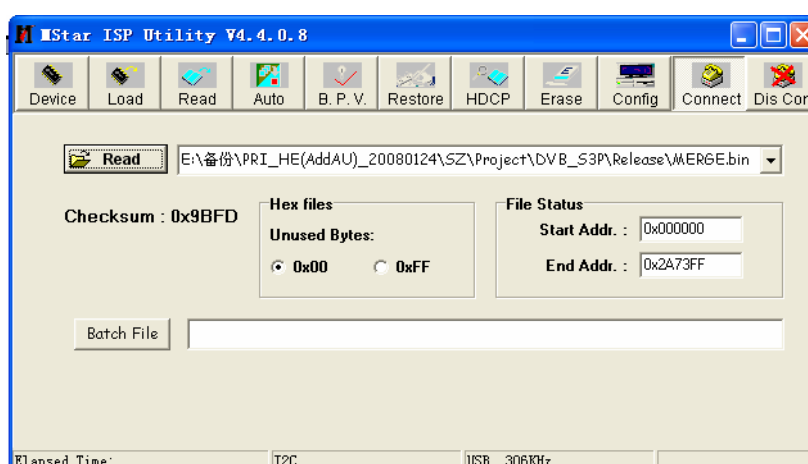 MStar ISP Utility V4.4.0.8
Device Load Read Auto B. P. V. Restore HDCP Erase Config Connect Dis Con
Read E:\备份\PRI_HE(AddAU)_20080124\SZ\Project\DVB_S3P\Release\MERGE.bin
Checksum : 0x9BFD
Hex files
Unused Bytes:
0x00 0xFF
File Status
Start Addr. : 0x000000
End Addr. : 0x2A73FF
Batch File
Elapsed Time: I2C USB 306KHz